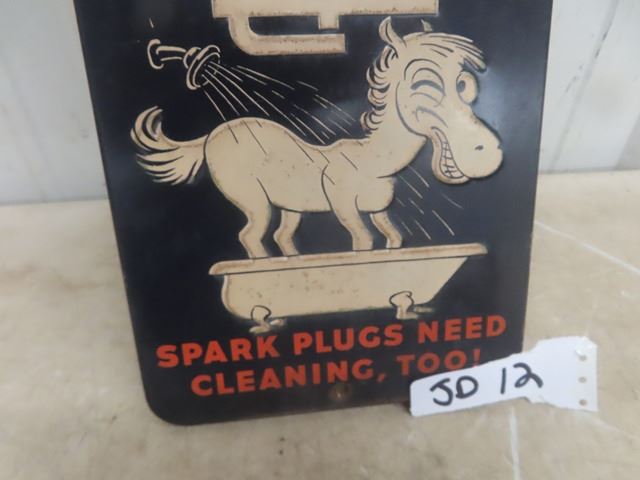 SPARK PLUGS NEED
CLEANING, TOO!
JD 12